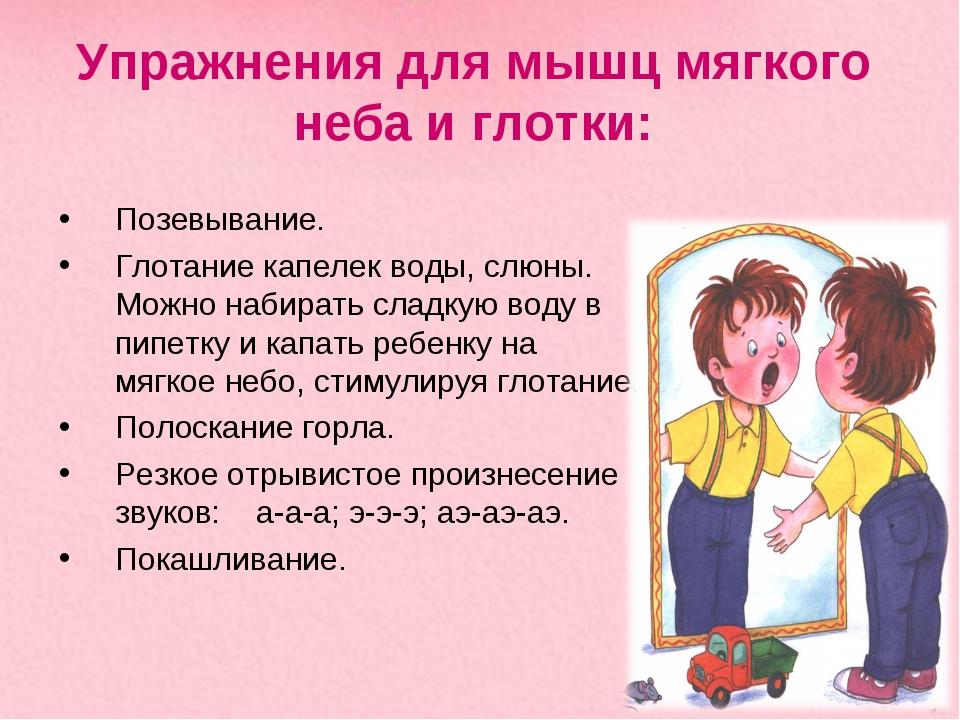 Упражнения для мышц мягкого
неба и глотки:
• Позевывание.
• Глотание капелек воды, слюны.
Можно набирать сладкую воду в
пипетку и капать ребенку на
мягкое небо, стимулируя глотание.
• Полоскание горла.
• Резкое отрывистое произнесение
звуков: а-а-а; э-э-э; аэ-аэ-аэ.
• Покашливание.